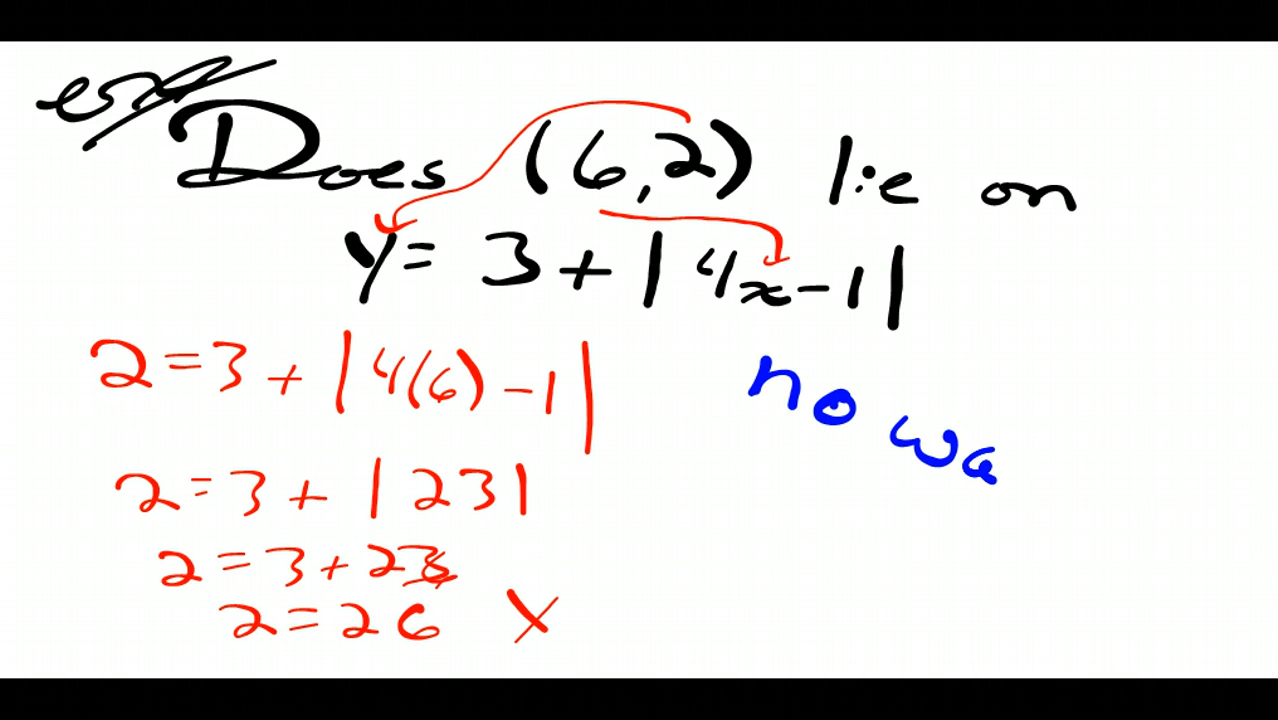 Does (6,2) lie on
y = 3 + |4x - 1|
2 = 3 + |4(6) - 1|
no wa
2 = 3 + |23|
2 = 3 + 23
2 = 26 X